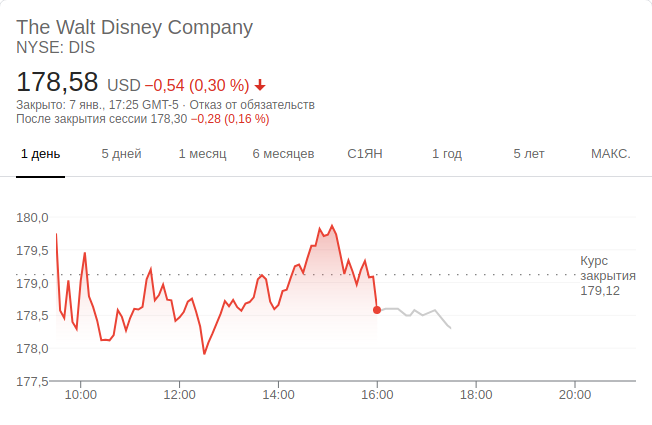 The Walt Disney Company
NYSE: DIS
178,58 USD −0,54 (0,30 %)
Закрыто: 7 янв., 17:25 GMT-5 · Отказ от обязательств
После закрытия сессии 178,30 −0,28 (0,16 %)
1 день 5 дней 1 месяц 6 месяцев С1ЯН 1 год 5 лет МАКС.
180,0
179,5
179,0
178,5
178,0
177,5
Курс
закрытия
179,12
10:00 12:00 14:00 16:00 18:00 20:00